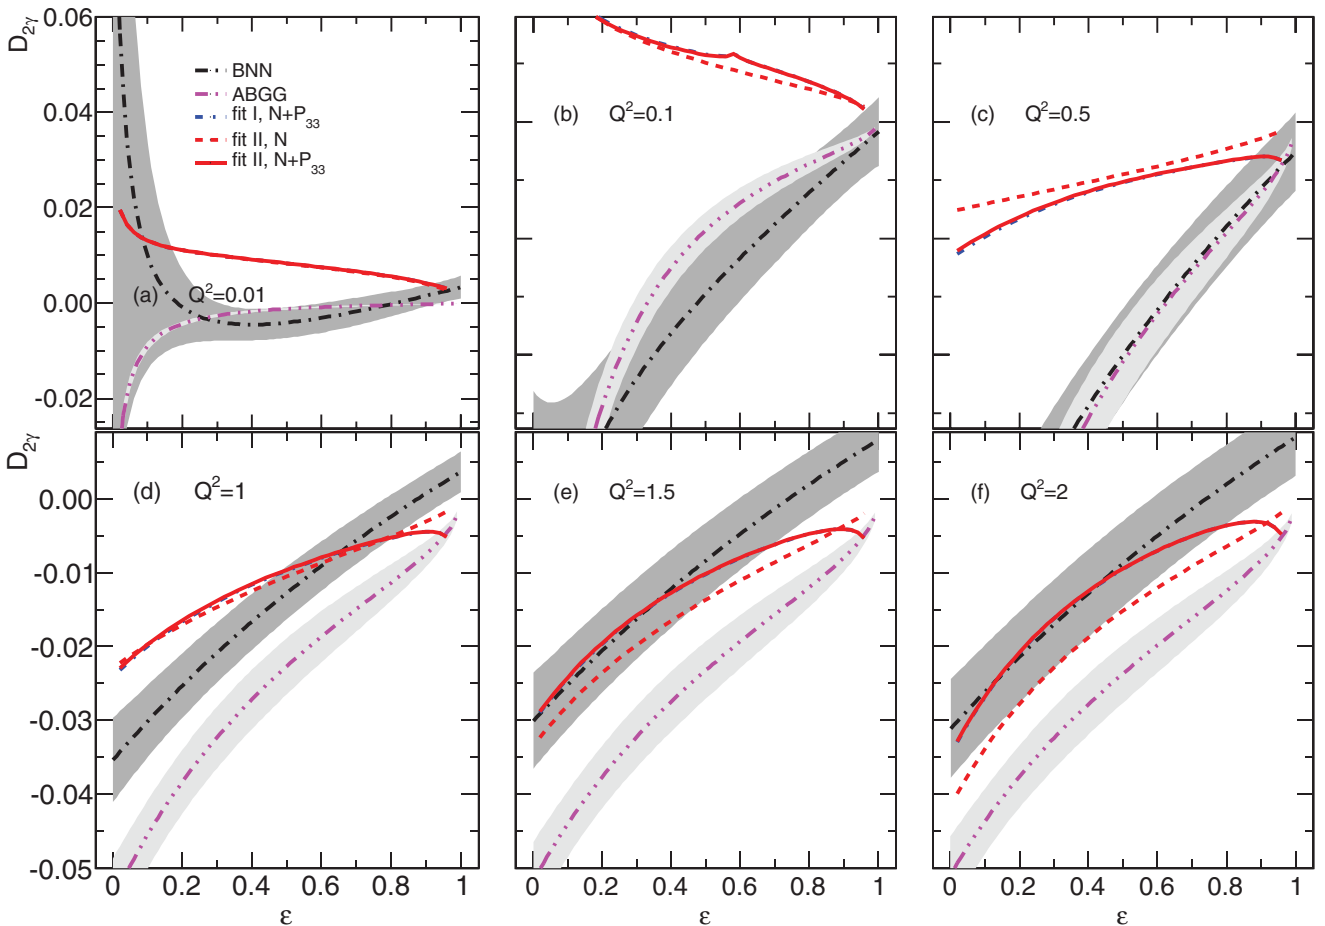 D₂γ
0.06
0.04
0.02
0.00
-0.02
BNN
ABGG
fit I, N+P₃₃
fit II, N
fit II, N+P₃₃
(a) Q²=0.01
(b) Q²=0.1
(c) Q²=0.5
D₂γ
0.00
-0.01
-0.02
-0.03
-0.04
-0.05
(d) Q²=1
(e) Q²=1.5
(f) Q²=2
0 0.2 0.4 0.6 0.8 1
0 0.2 0.4 0.6 0.8 1
0 0.2 0.4 0.6 0.8 1
ε ε ε